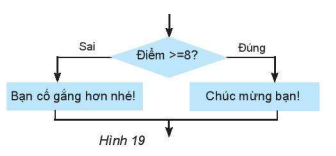 Sai
Điểm >=8?
Đúng
Bạn cố gắng hơn nhé!
Chúc mừng bạn!
Hình 19